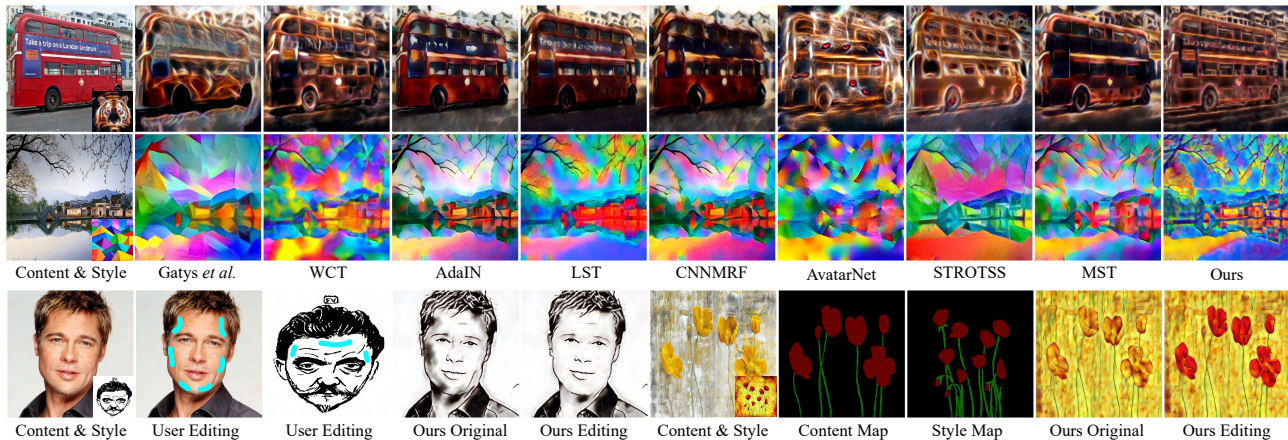 Take a trip on a London landmark
Content & Style Gatys et al. WCT AdaIN LST CNNMRF AvatarNet STROTSS MST Ours
Content & Style User Editing User Editing Ours Original Ours Editing Content & Style Content Map Style Map Ours Original Ours Editing